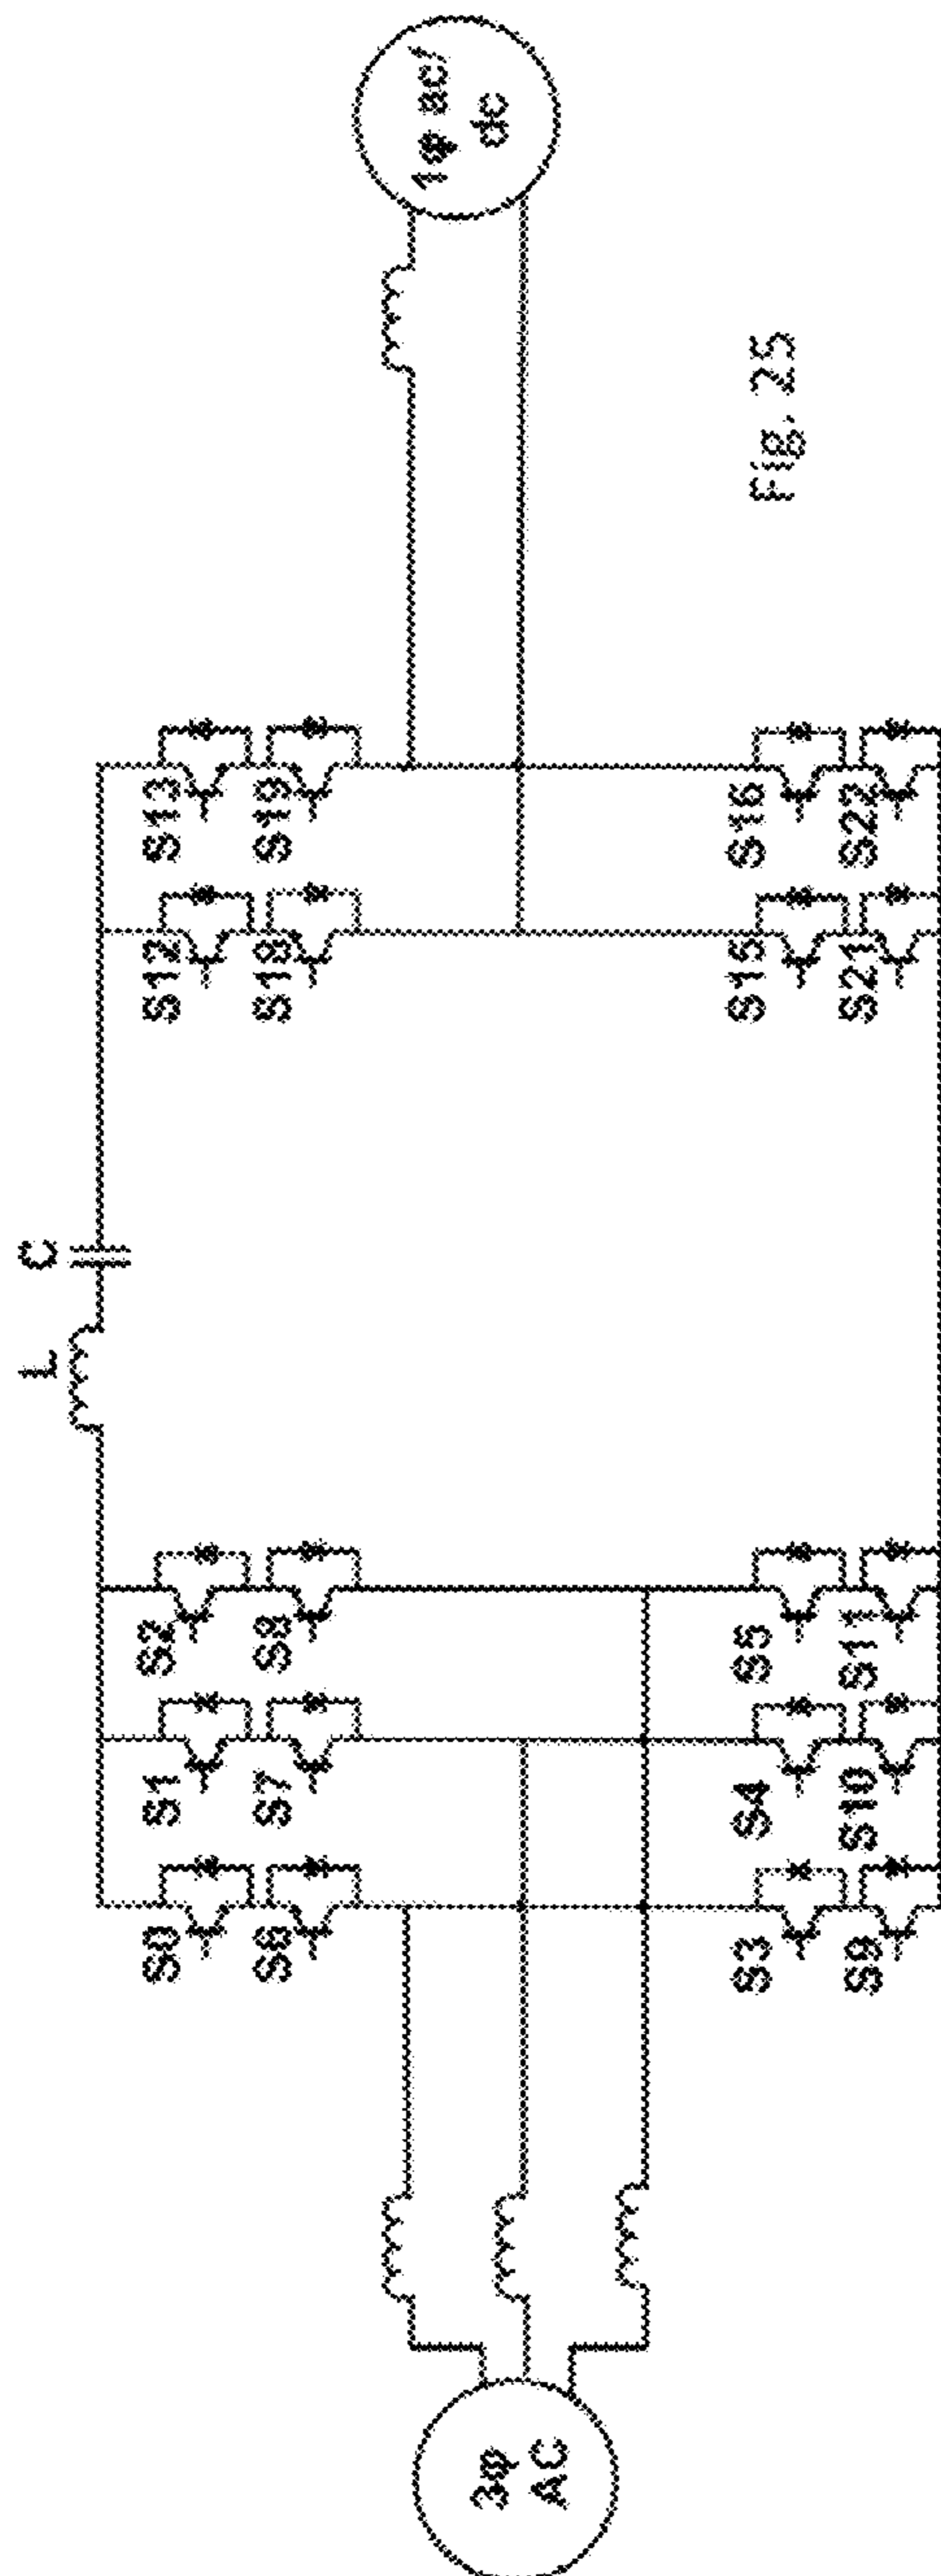 L
C
S0
S1
S2
S6
S7
S8
S12
S13
S18
S19
3φ
AC
1φ ac/
dc
S3
S4
S5
S9
S10
S11
S15
S16
S21
S22
Fig. 25